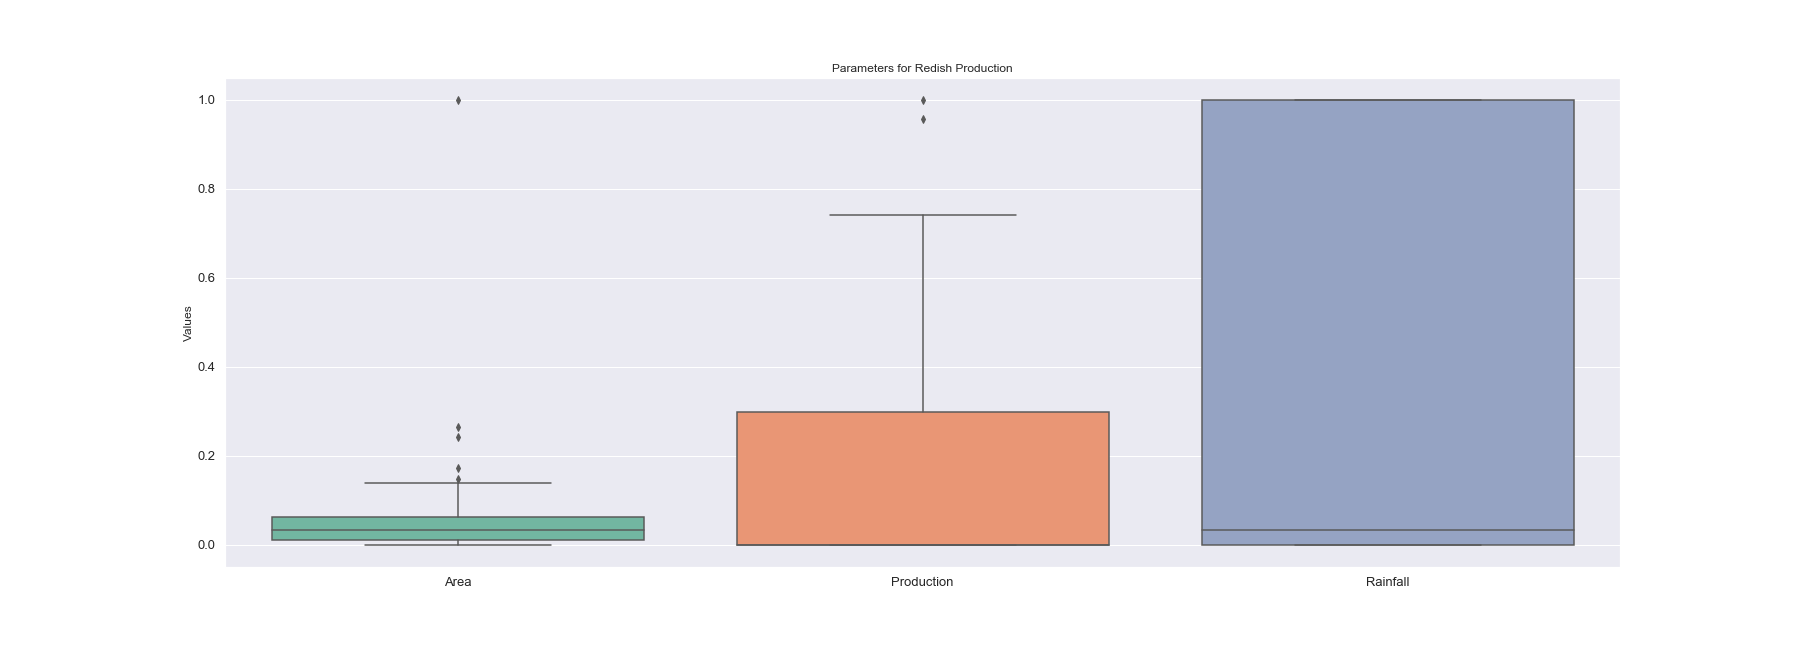 Parameters for Redish Production
1.0
0.8
0.6
0.4
0.2
0.0
Values
Area
Production
Rainfall